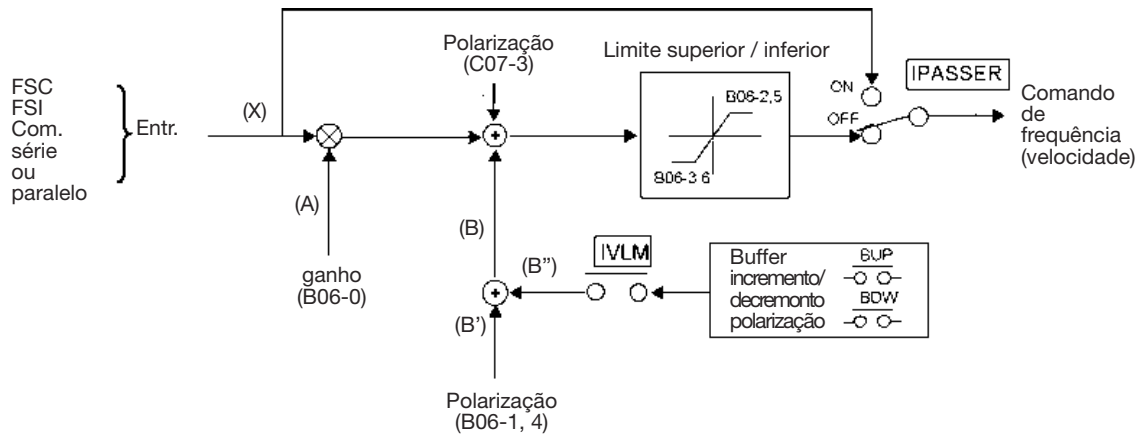 FSC
FSI
Com.
série
ou
paralelo
Entr.
(X)
Polarização
(C07-3)
Limite superior / inferior
B06-2,5
B06-3 6
ON
OFF
IPASSER
Comando
de
frequência
(velocidade)
(A)
ganho
(B06-0)
(B)
(B')
(B")
IVLM
Buffer
incremento/
decremonto
polarização
BUP
BDW
Polarização
(B06-1, 4)